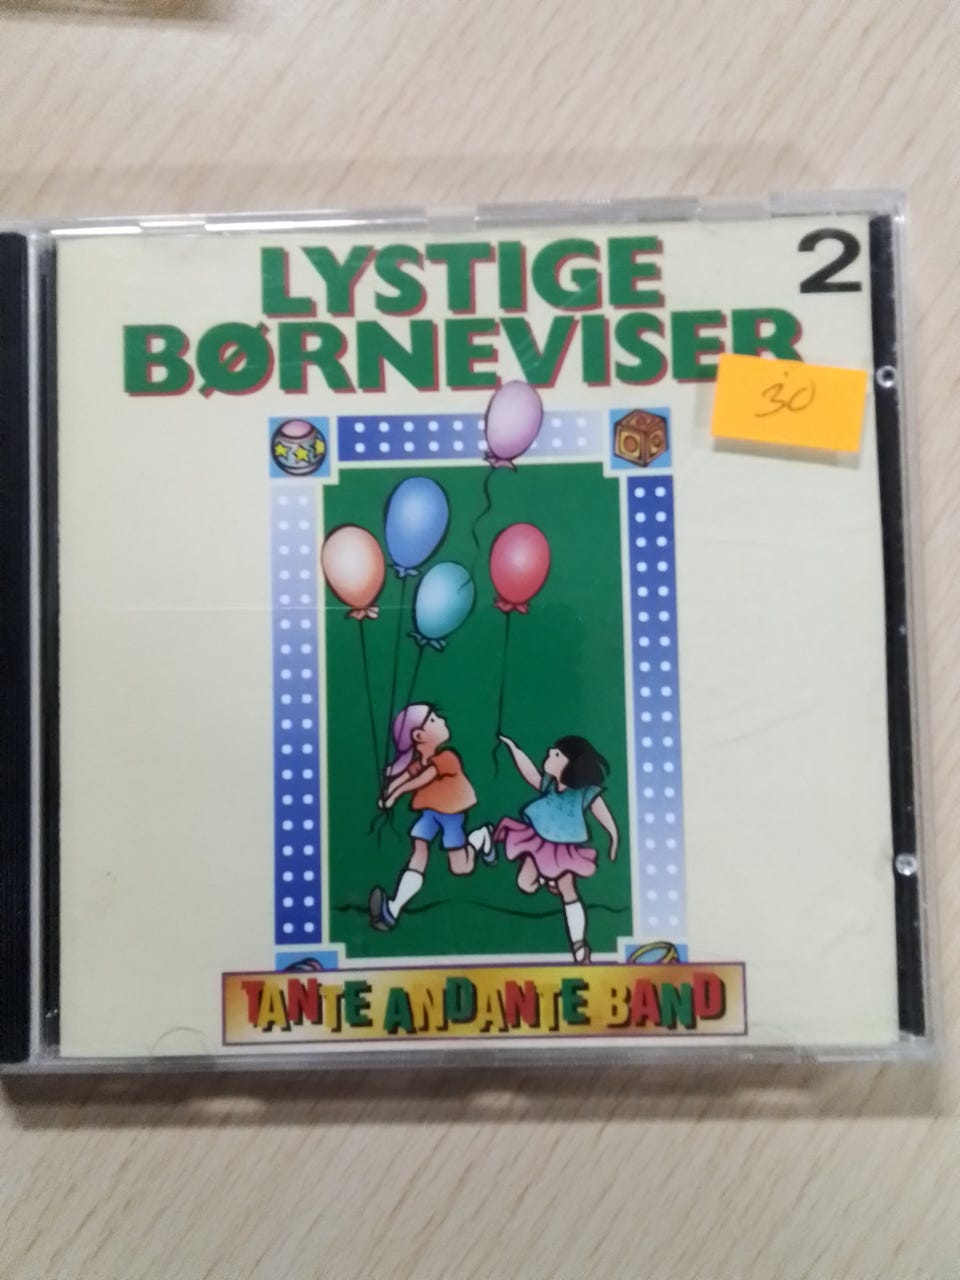 LYSTIGE
BØRNEVISER
2
30
TANTE ANDANTE BAND